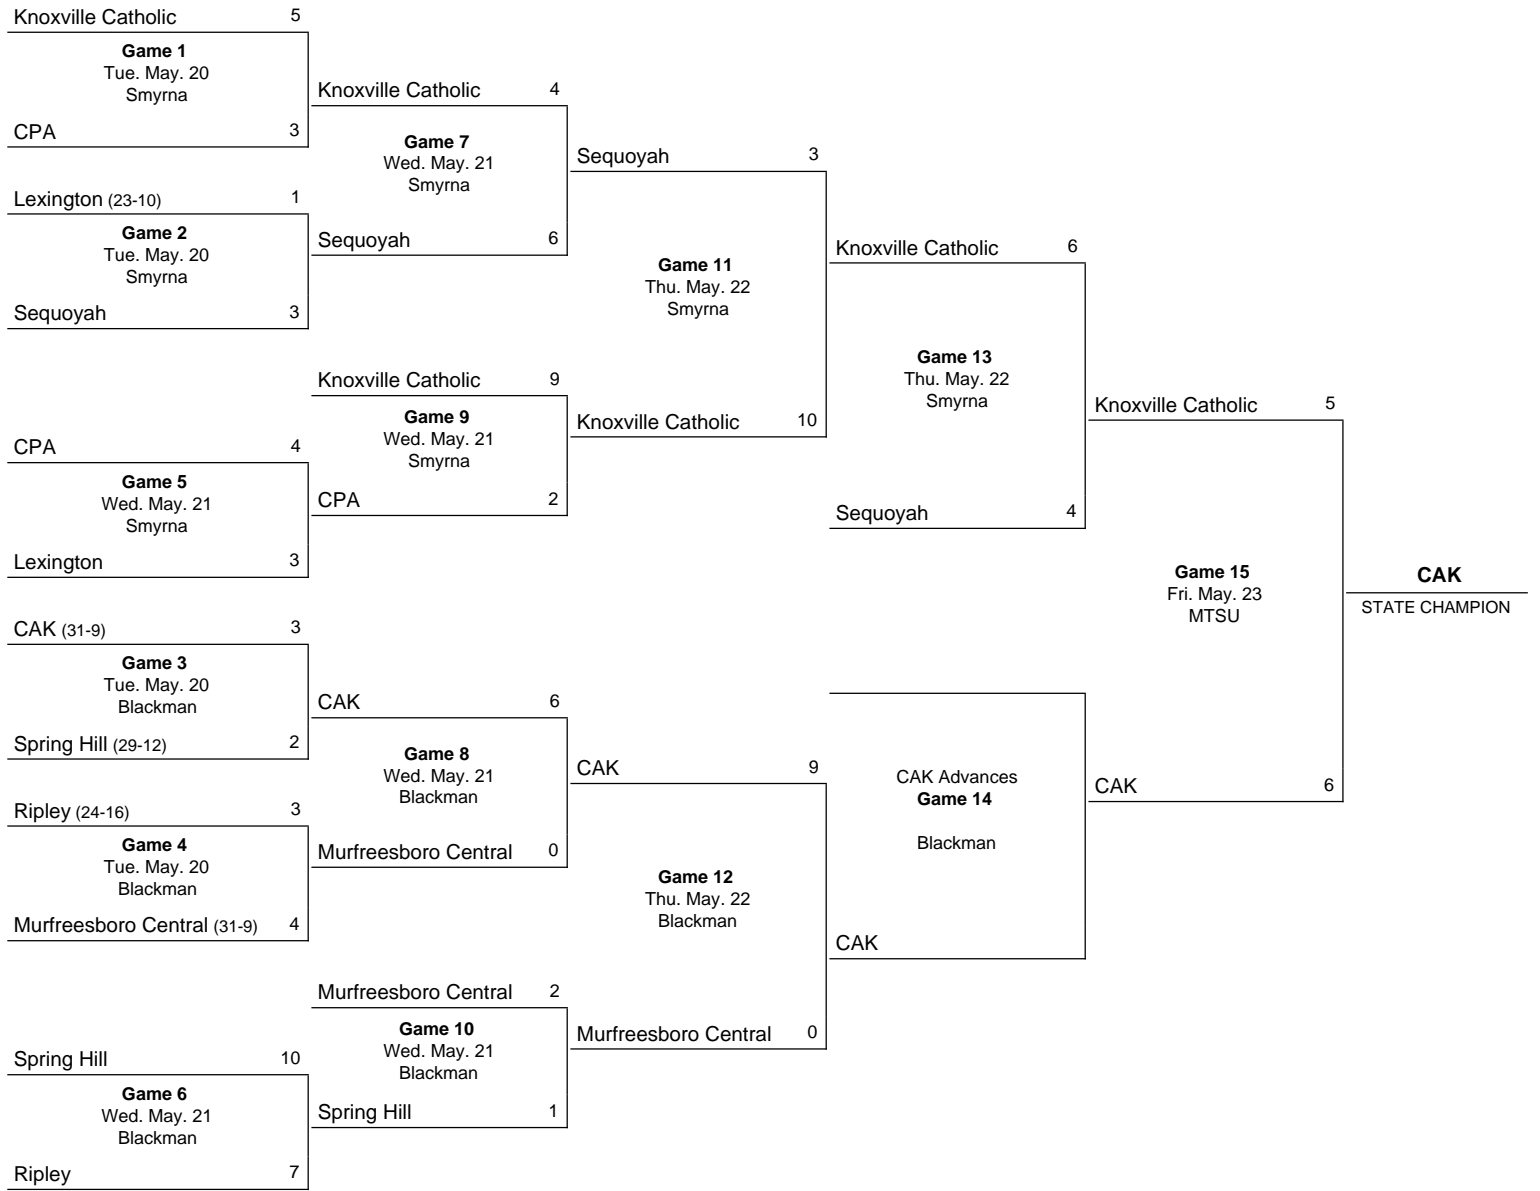 Knoxville Catholic 5
Game 1
Tue. May. 20
Smyrna
CPA 3
Lexington (23-10) 1
Game 2
Tue. May. 20
Smyrna
Sequoyah 3
CPA 4
Game 5
Wed. May. 21
Smyrna
Lexington 3
CAK (31-9) 3
Game 3
Tue. May. 20
Blackman
Spring Hill (29-12) 2
Ripley (24-16) 3
Game 4
Tue. May. 20
Blackman
Murfreesboro Central (31-9) 4
Spring Hill 10
Game 6
Wed. May. 21
Blackman
Ripley 7
Knoxville Catholic 4
Game 7
Wed. May. 21
Smyrna
Sequoyah 6
Knoxville Catholic 9
Game 9
Wed. May. 21
Smyrna
CPA 2
CAK 6
Game 8
Wed. May. 21
Blackman
Murfreesboro Central 0
Murfreesboro Central 2
Game 10
Wed. May. 21
Blackman
Spring Hill 1
Sequoyah 3
Game 11
Thu. May. 22
Smyrna
Knoxville Catholic 10
CAK 9
Game 12
Thu. May. 22
Blackman
Murfreesboro Central 0
Knoxville Catholic 6
Game 13
Thu. May. 22
Smyrna
Sequoyah 4
CAK Advances
Game 14
Blackman
CAK
Knoxville Catholic 5
Game 15
Fri. May. 23
MTSU
CAK 6
CAK
STATE CHAMPION